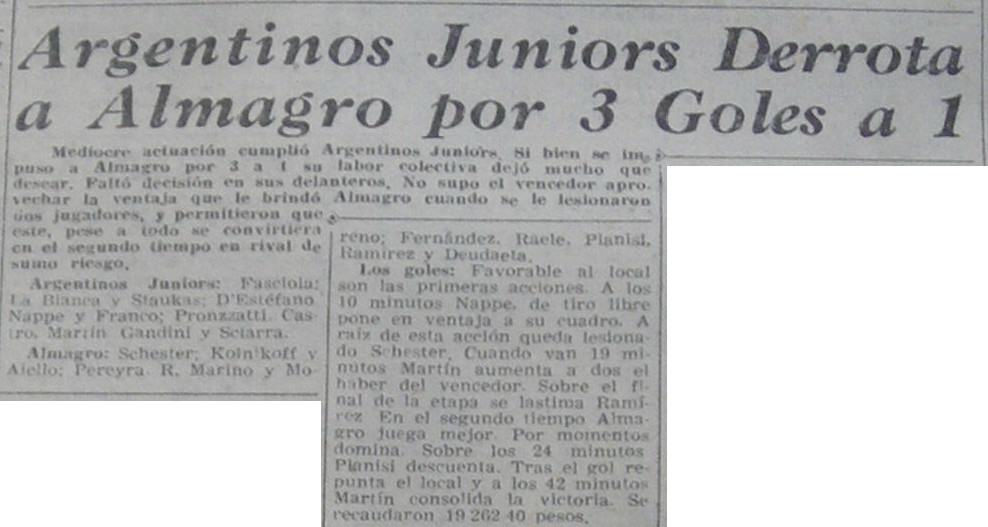 Argentinos Juniors Derrota
a Almagro por 3 Goles a 1
Mediocre actuación cumplió Argentinos Juniors. Si bien se im-
puso a Almagro por 3 a 1 su labor colectiva dejó mucho que
desear. Faltó decisión en sus delanteros. No supo el vencedor apro.
vechar la ventaja que le brindó Almagro cuando se le lesionaron
dos jugadores, y permitieron que
este, pese a todo se convirtiera
en el segundo tiempo en rival de
sumo riesgo.
Argentinos Juniors: Fasciola;
La Blanca y Staukas; D'Estéfano
Nappe y Franco; Pronzzatti. Cas-
tro, Martín Gandini y Sciarra.
Almagro: Schester; Kolnikoff y
Aiello; Pereyra R. Marino y Mo-
reno; Fernández, Raele, Planisi,
Ramírez y Deudaeta.
Los goles: Favorable al local
son las primeras acciones. A los
10 minutos Nappe, de tiro libre
pone en ventaja a su cuadro. A
raíz de esta acción queda lesiona-
do Schester. Cuando van 19 mi-
nutos Martín aumenta a dos el
haber del vencedor. Sobre el fi-
nal de la etapa se lastima Ramí-
rez En el segundo tiempo Alma-
gro juega mejor. Por momentos
domina. Sobre los 24 minutos
Planisi descuenta. Tras el gol re-
punta el local y a los 42 minutos
Martín consolida la victoria. Se
recaudaron 19 262 40 pesos.